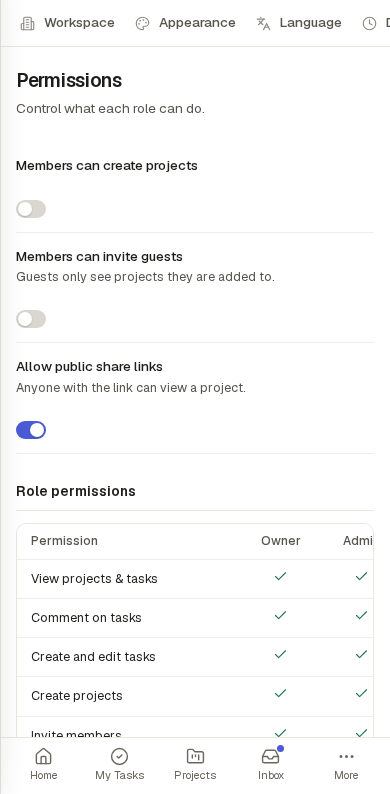 Workspace Appearance Language
Permissions
Control what each role can do.
Members can create projects
Members can invite guests
Guests only see projects they are added to.
Allow public share links
Anyone with the link can view a project.
Role permissions
Permission Owner Admi
View projects & tasks
Comment on tasks
Create and edit tasks
Create projects
Invite members
Home My Tasks Projects Inbox More